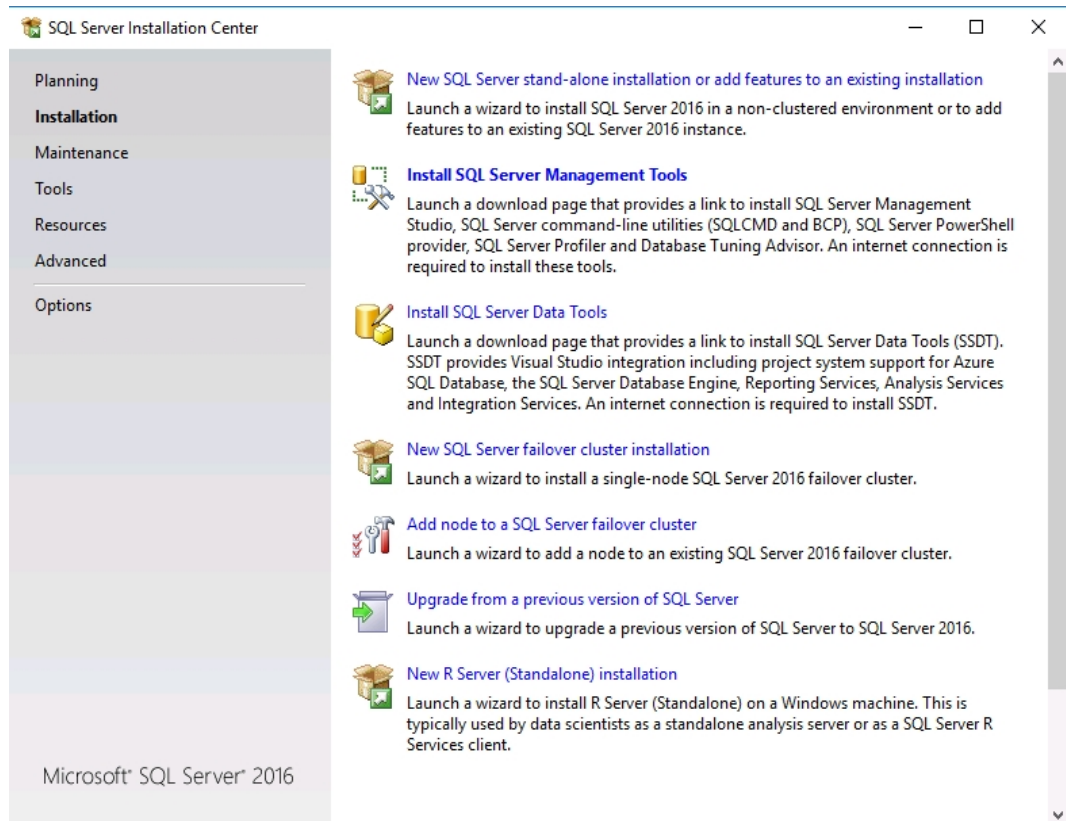 SQL Server Installation Center
Planning
Installation
Maintenance
Tools
Resources
Advanced
Options
Microsoft® SQL Server® 2016
New SQL Server stand-alone installation or add features to an existing installation
Launch a wizard to install SQL Server 2016 in a non-clustered environment or to add
features to an existing SQL Server 2016 instance.
Install SQL Server Management Tools
Launch a download page that provides a link to install SQL Server Management
Studio, SQL Server command-line utilities (SQLCMD and BCP), SQL Server PowerShell
provider, SQL Server Profiler and Database Tuning Advisor. An internet connection is
required to install these tools.
Install SQL Server Data Tools
Launch a download page that provides a link to install SQL Server Data Tools (SSDT).
SSDT provides Visual Studio integration including project system support for Azure
SQL Database, the SQL Server Database Engine, Reporting Services, Analysis Services
and Integration Services. An internet connection is required to install SSDT.
New SQL Server failover cluster installation
Launch a wizard to install a single-node SQL Server 2016 failover cluster.
Add node to a SQL Server failover cluster
Launch a wizard to add a node to an existing SQL Server 2016 failover cluster.
Upgrade from a previous version of SQL Server
Launch a wizard to upgrade a previous version of SQL Server to SQL Server 2016.
New R Server (Standalone) installation
Launch a wizard to install R Server (Standalone) on a Windows machine. This is
typically used by data scientists as a standalone analysis server or as a SQL Server R
Services client.